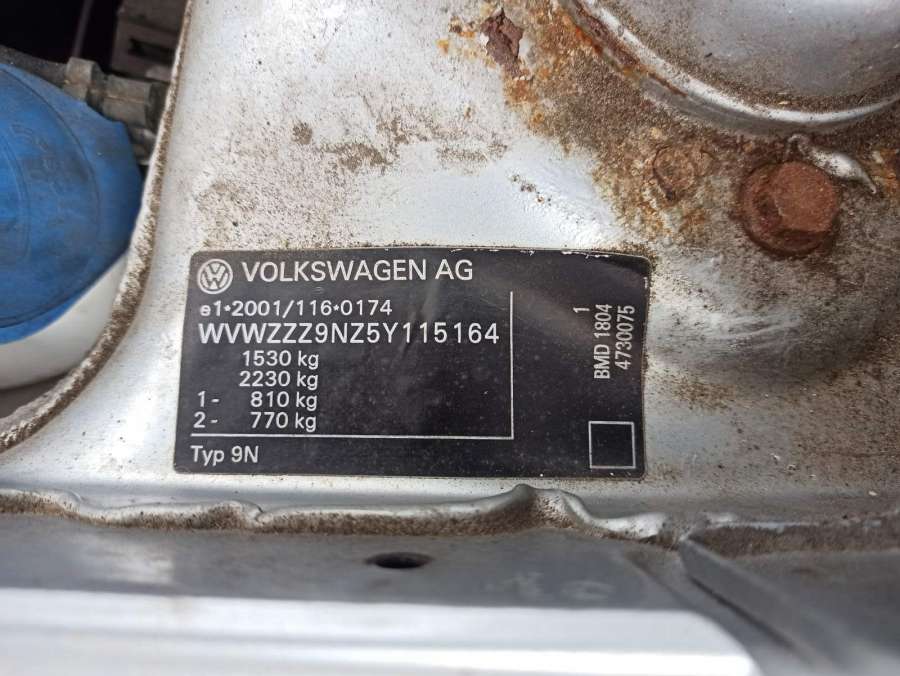 VOLKSWAGEN AG
e1*2001/116*0174
WVWZZZ9NZ5Y115164
1530 kg
2230 kg
1- 810 kg
2- 770 kg
Typ 9N
1
BMD 1804
4730075